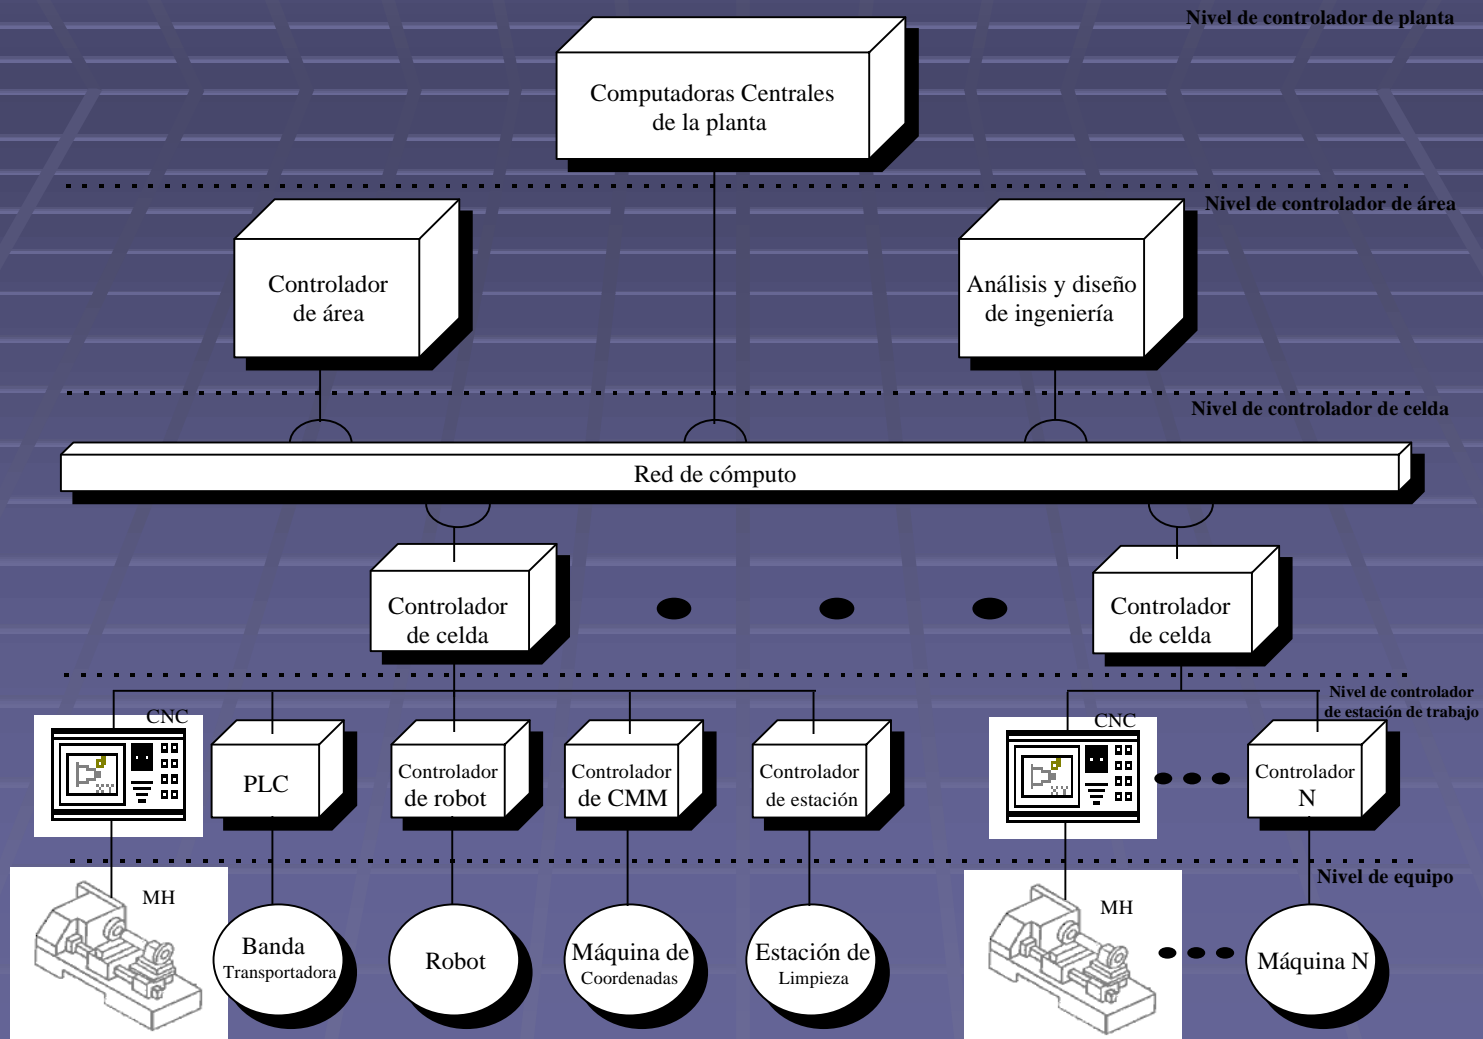 Nivel de controlador de planta
Computadoras Centrales
de la planta
Nivel de controlador de área
Controlador
de área
Análisis y diseño
de ingeniería
Nivel de controlador de celda
Red de cómputo
Controlador
de celda
Controlador
de celda
Nivel de controlador
de estación de trabajo
CNC
PLC
Controlador
de robot
Controlador
de CMM
Controlador
de estación
CNC
Controlador
N
Nivel de equipo
MH
Banda
Transportadora
Robot
Máquina de
Coordenadas
Estación de
Limpieza
MH
Máquina N